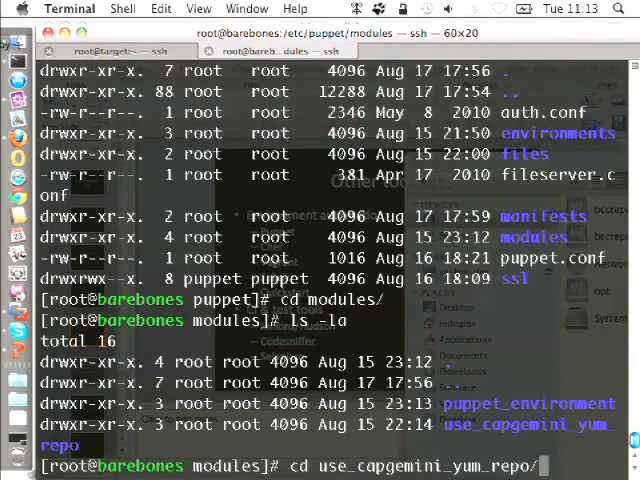 Terminal Shell Edit View Window Help Tue 11:13
root@barebones:/etc/puppet/modules — ssh — 60×20
root@target:~ — ssh root@bareb...dules — ssh
drwxr-xr-x. 7 root root 4096 Aug 17 17:56 .
drwxr-xr-x. 88 root root 12288 Aug 17 17:54 ..
-rw-r--r--. 1 root root 2346 May 8 2010 auth.conf
drwxr-xr-x. 3 root root 4096 Aug 15 21:50 environments
drwxr-xr-x. 2 root root 4096 Aug 15 22:00 files
-rw-r--r--. 1 root root 381 Apr 17 2010 fileserver.c
onf
drwxr-xr-x. 2 root root 4096 Aug 17 17:59 manifests
drwxr-xr-x. 4 root root 4096 Aug 15 23:12 modules
-rw-r--r--. 1 root root 1016 Aug 16 18:21 puppet.conf
drwxrwx--x. 8 puppet puppet 4096 Aug 16 18:09 ssl
[root@barebones puppet]# cd modules/
[root@barebones modules]# ls -la
total 16
drwxr-xr-x. 4 root root 4096 Aug 15 23:12 .
drwxr-xr-x. 7 root root 4096 Aug 17 17:56 ..
drwxr-xr-x. 3 root root 4096 Aug 15 23:13 puppet_environment
drwxr-xr-x. 3 root root 4096 Aug 15 22:14 use_capgemini_yum_
repo
[root@barebones modules]# cd use_capgemini_yum_repo/